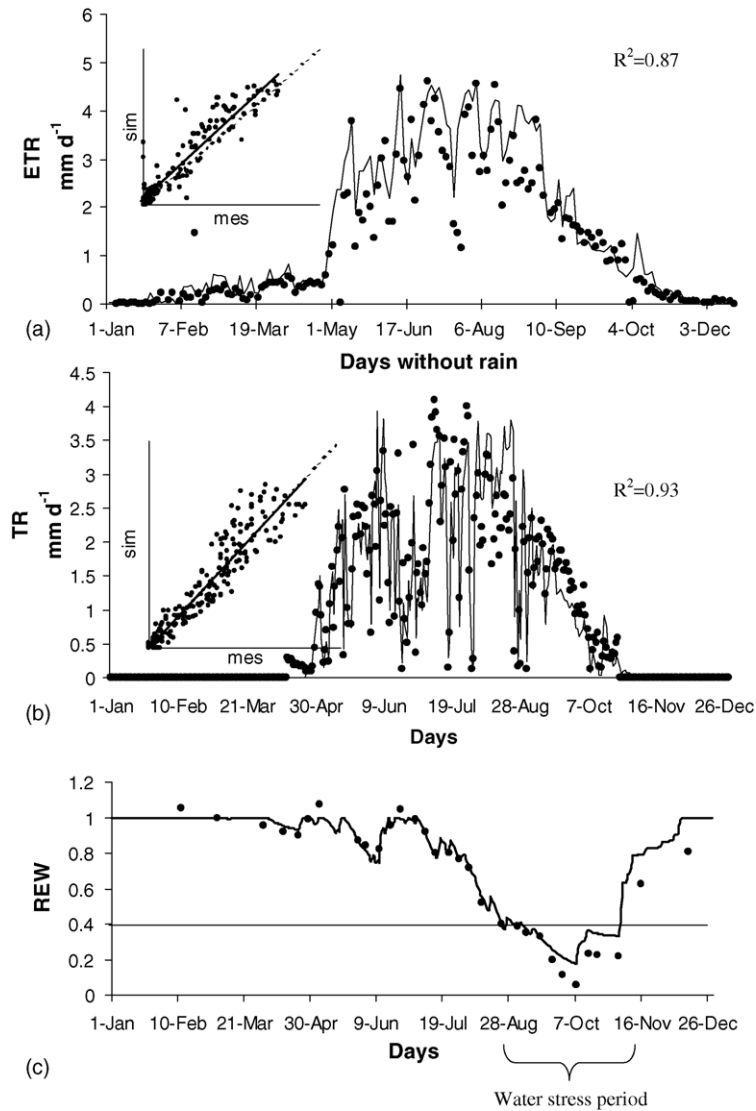 6
5
4
3
2
1
0
ETR
mm d⁻¹
sim
mes
R²=0.87
1-Jan 7-Feb 19-Mar 1-May 17-Jun 6-Aug 10-Sep 4-Oct 3-Dec
(a)
Days without rain
4.5
4
3.5
3
2.5
2
1.5
1
0.5
0
TR
mm d⁻¹
sim
mes
R²=0.93
1-Jan 10-Feb 21-Mar 30-Apr 9-Jun 19-Jul 28-Aug 7-Oct 16-Nov 26-Dec
(b)
Days
1.2
1
0.8
0.6
0.4
0.2
0
REW
1-Jan 10-Feb 21-Mar 30-Apr 9-Jun 19-Jul 28-Aug 7-Oct 16-Nov 26-Dec
(c)
Days
Water stress period